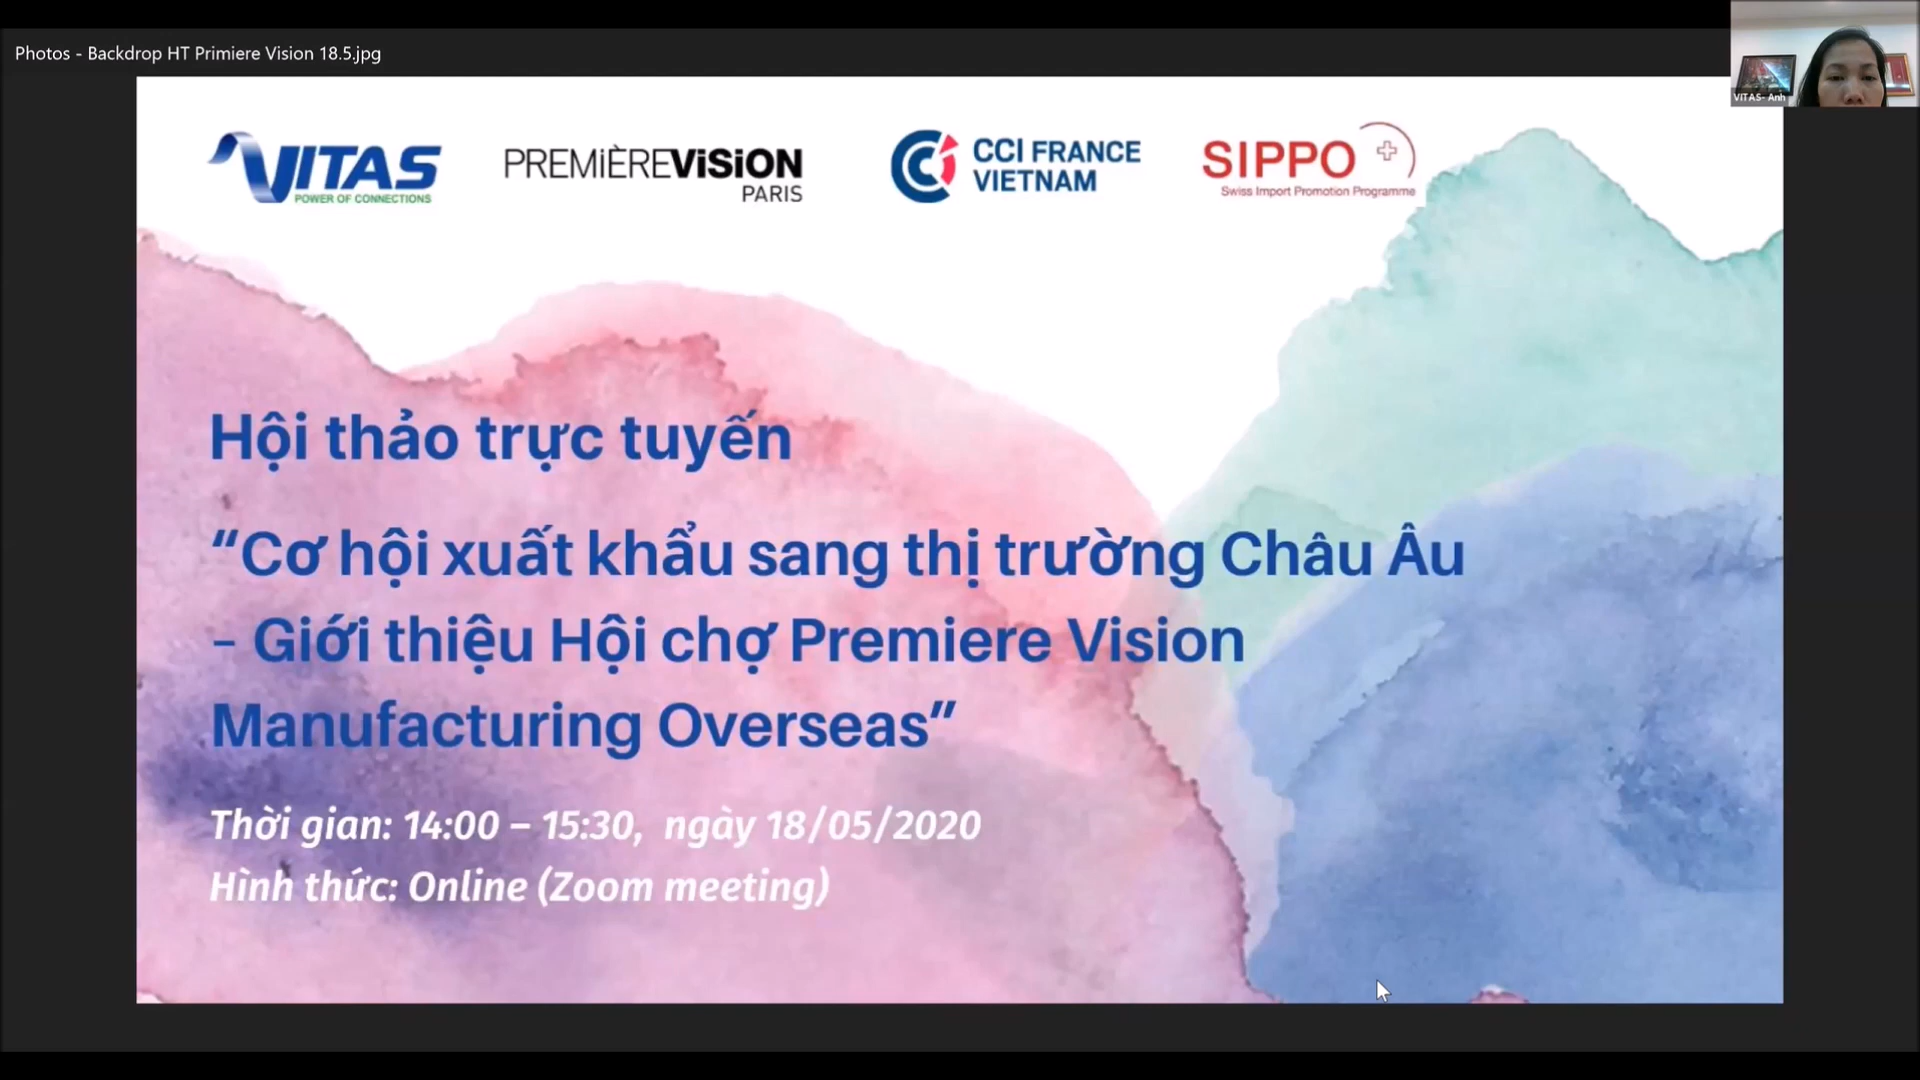 Photos - Backdrop HT Primiere Vision 18.5.jpg
VITAS- Anh
VITAS
POWER OF CONNECTIONS
PREMIÈREViSiON
PARIS
CCI FRANCE
VIETNAM
SIPPO
Swiss Import Promotion Programme
Hội thảo trực tuyến
“Cơ hội xuất khẩu sang thị trường Châu Âu
– Giới thiệu Hội chợ Premiere Vision
Manufacturing Overseas”
Thời gian: 14:00 – 15:30, ngày 18/05/2020
Hình thức: Online (Zoom meeting)